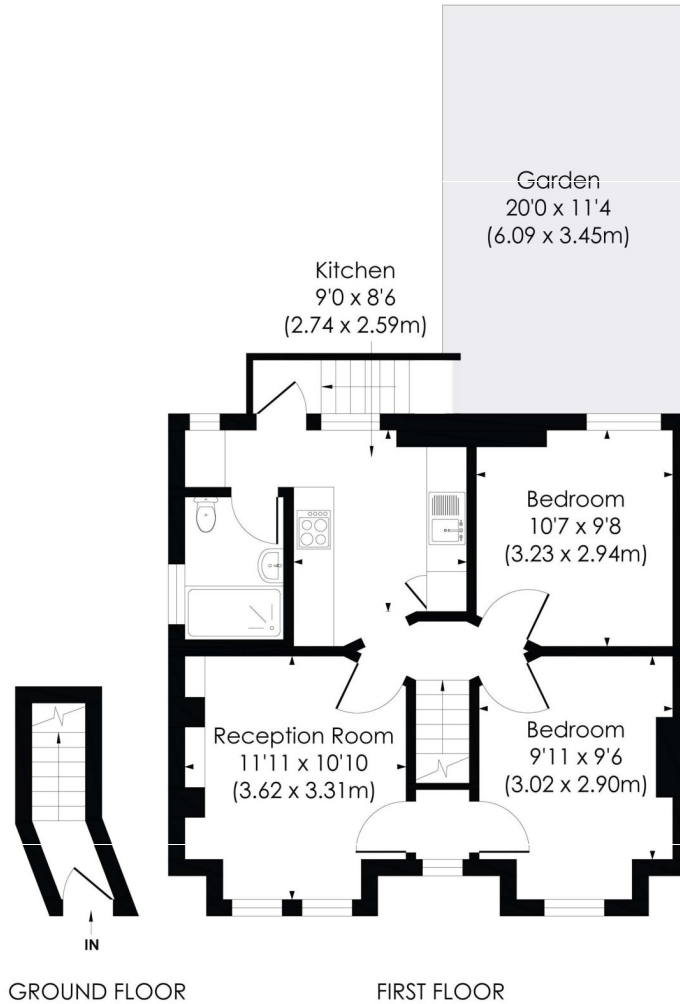 Garden
20'0 x 11'4
(6.09 x 3.45m)
Kitchen
9'0 x 8'6
(2.74 x 2.59m)
Bedroom
10'7 x 9'8
(3.23 x 2.94m)
Reception Room
11'11 x 10'10
(3.62 x 3.31m)
Bedroom
9'11 x 9'6
(3.02 x 2.90m)
IN
GROUND FLOOR
FIRST FLOOR